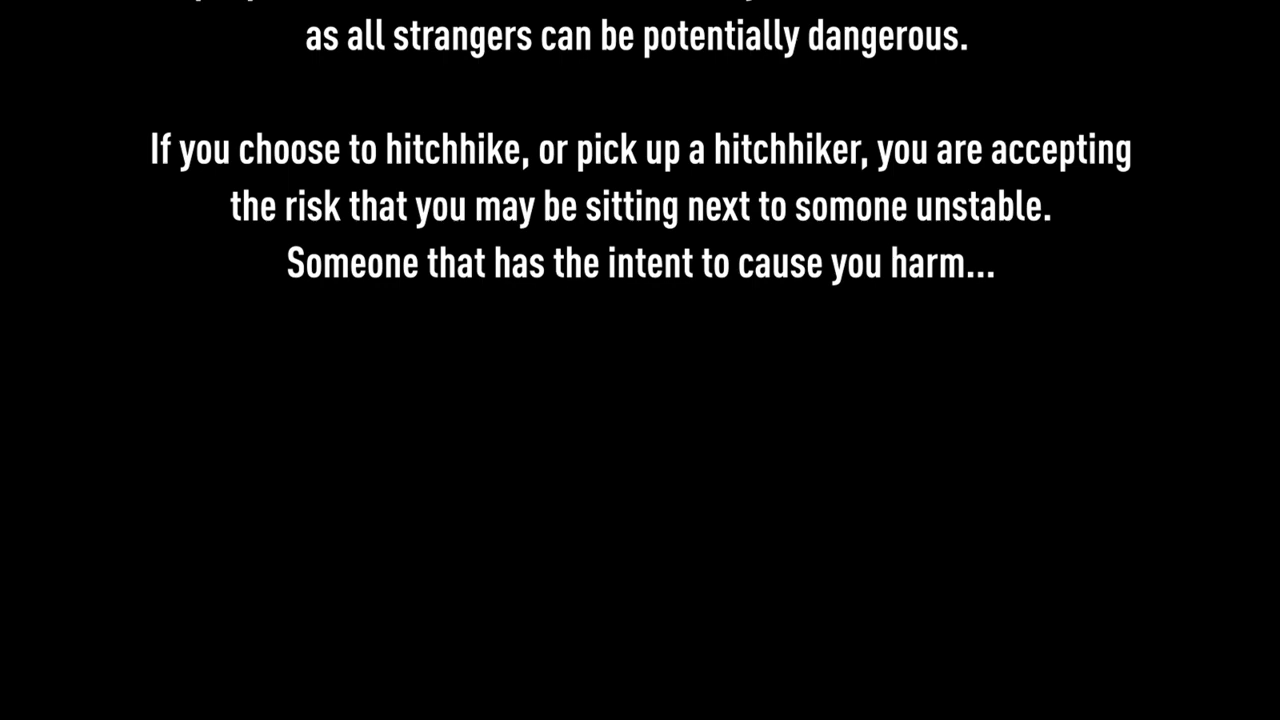 as all strangers can be potentially dangerous.
If you choose to hitchhike, or pick up a hitchhiker, you are accepting
the risk that you may be sitting next to somone unstable.
Someone that has the intent to cause you harm...